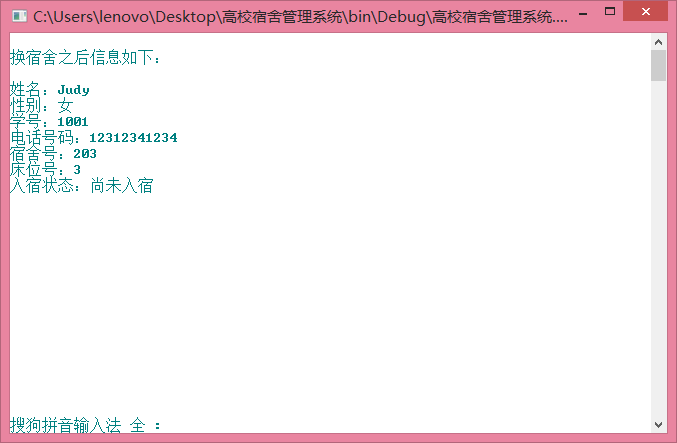 C:\Users\lenovo\Desktop\高校宿舍管理系统\bin\Debug\高校宿舍管理系统....
换宿舍之后信息如下：
姓名：Judy
性别：女
学号：1001
电话号码：12312341234
宿舍号：203
床位号：3
入宿状态：尚未入宿
搜狗拼音输入法 全 ：